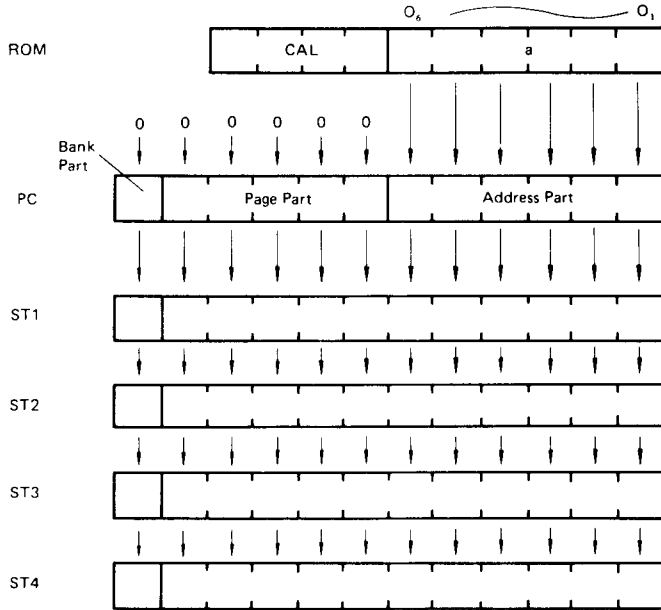 O₆ O₁
ROM CAL a
0 0 0 0 0 0
Bank
Part
PC Page Part Address Part
ST1
ST2
ST3
ST4